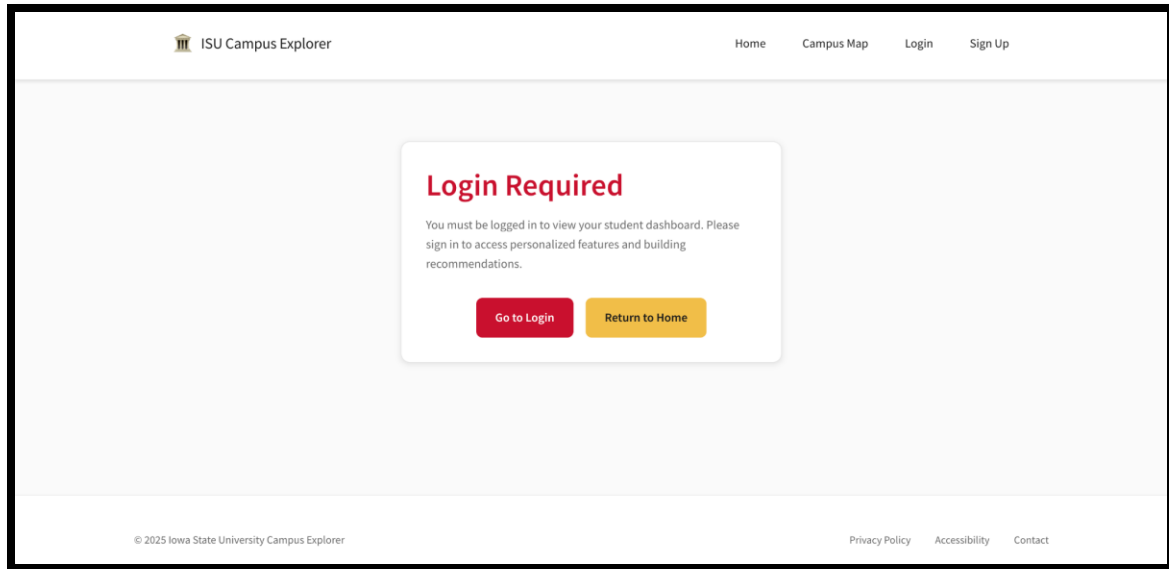 ISU Campus Explorer
Home Campus Map Login Sign Up
Login Required
You must be logged in to view your student dashboard. Please
sign in to access personalized features and building
recommendations.
Go to Login Return to Home
© 2025 Iowa State University Campus Explorer
Privacy Policy Accessibility Contact